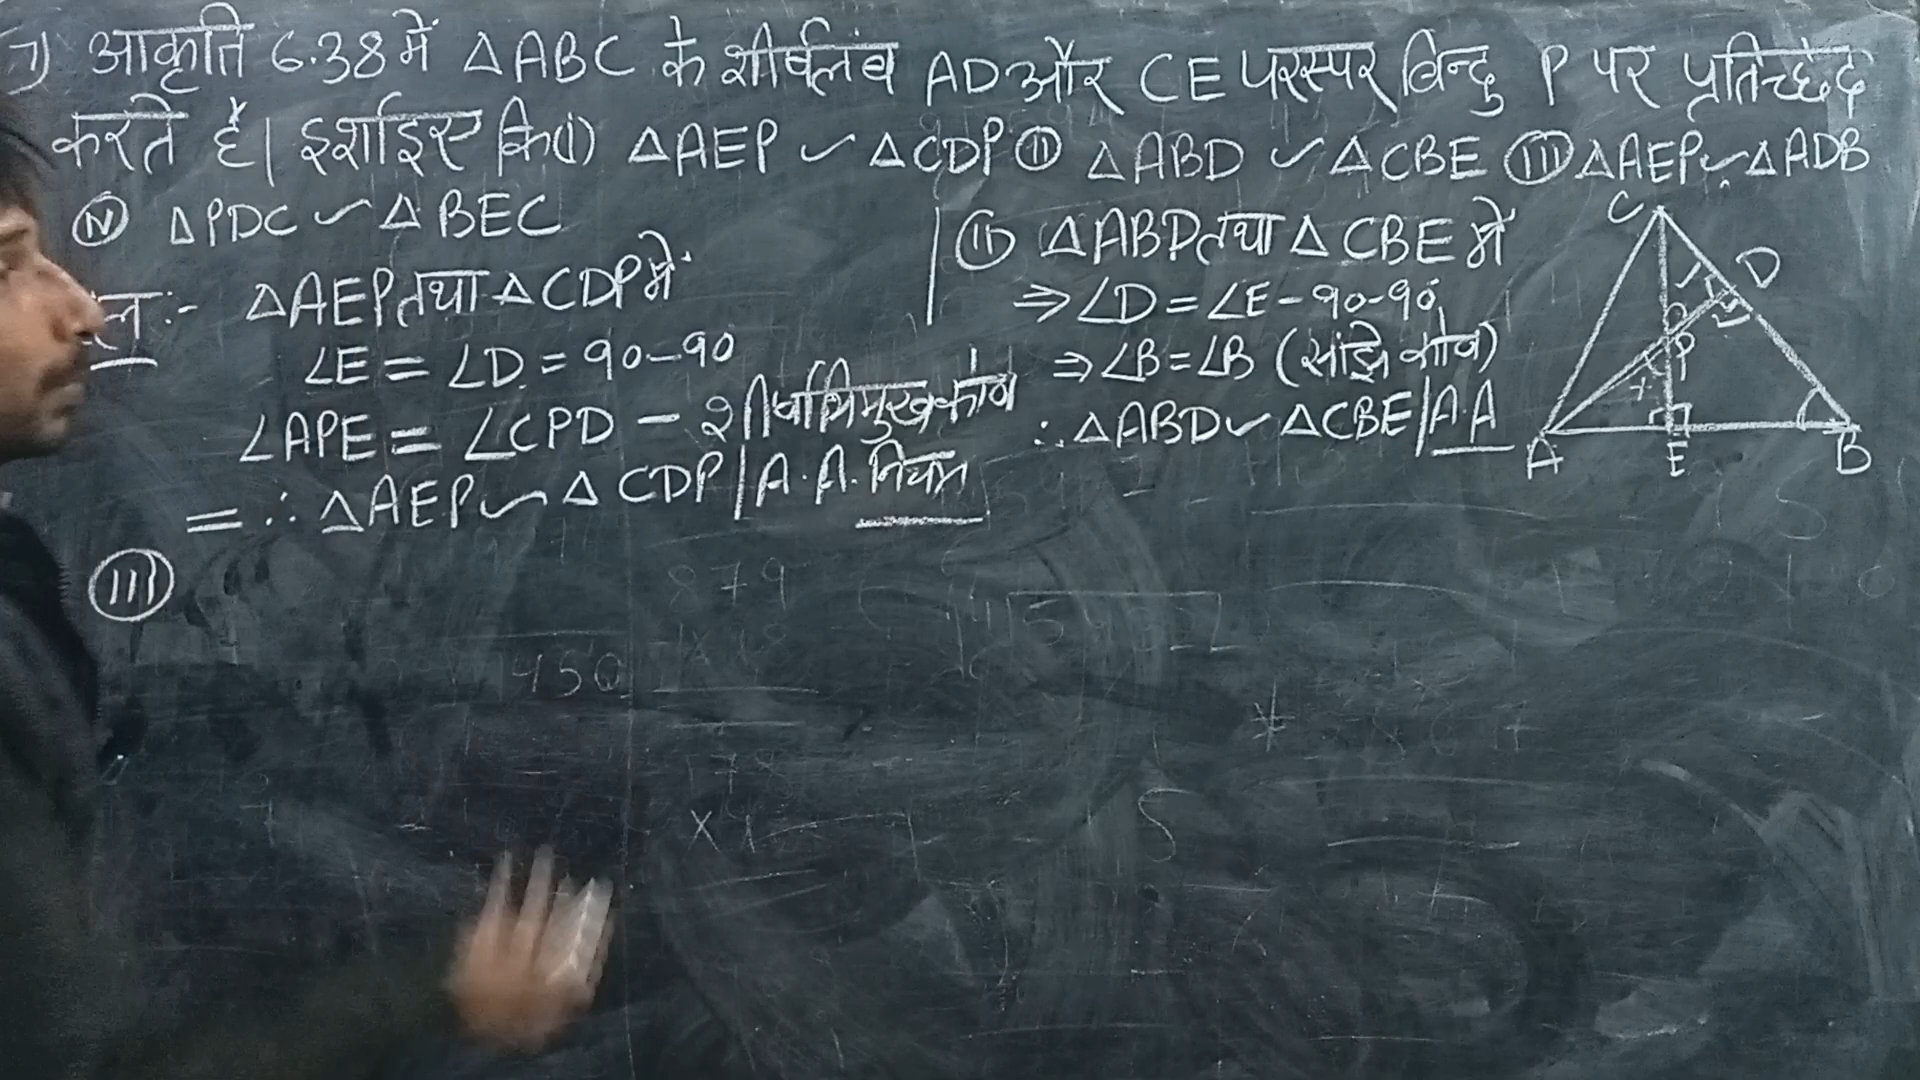 7) आकृति 6.38 में △ABC के शीर्षलंब AD और CE परस्पर बिन्दु P पर प्रतिच्छेद
करते हैं। दर्शाइए कि (i) △AEP ~ △CDP (ii) △ABD ~ △CBE (iii) △AEP ~ △ADB
(iv) △PDC ~ △BEC
हल :- △AEP तथा △CDP में
∠E = ∠D = 90-90
∠APE = ∠CPD - शीर्षाभिमुख कोण
= ∴ △AEP ~ △CDP | A.A. नियम
(ii) △ABD तथा △CBE में
⇒ ∠D = ∠E - 90-90
⇒ ∠B = ∠B (सांझे कोण)
∴ △ABD ~ △CBE | A.A
C
D
P
A
E
B
(iii)
879
450